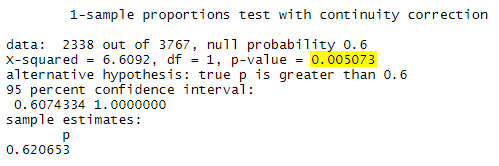 1-sample proportions test with continuity correction
data: 2338 out of 3767, null probability 0.6
X-squared = 6.6092, df = 1, p-value = 0.005073
alternative hypothesis: true p is greater than 0.6
95 percent confidence interval:
0.6074334 1.0000000
sample estimates:
p
0.620653